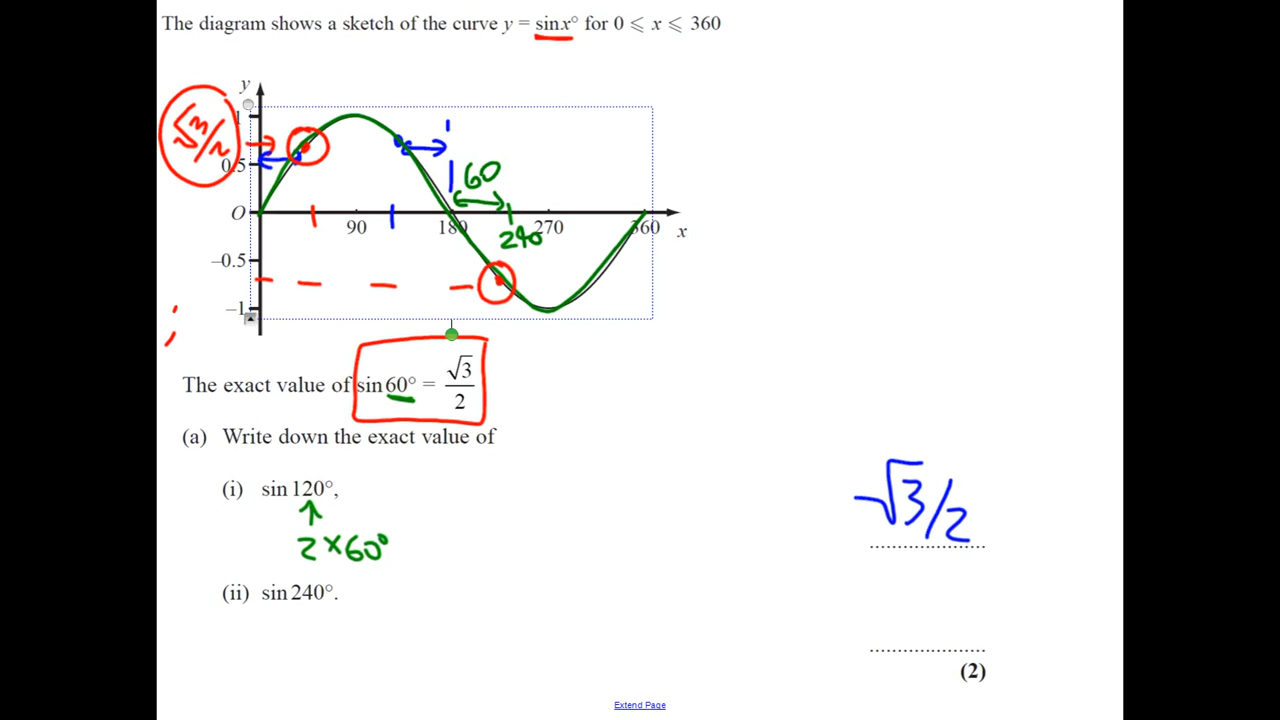 The diagram shows a sketch of the curve y = sin x° for 0 ⩽ x ⩽ 360
y
1
√3/2
0.5
60
O 90 180 270 360 x
240
–0.5
–1
The exact value of sin 60° = √3/2
(a) Write down the exact value of
(i) sin 120°,
√3/2
2×60°
(ii) sin 240°.
(2)
Extend Page